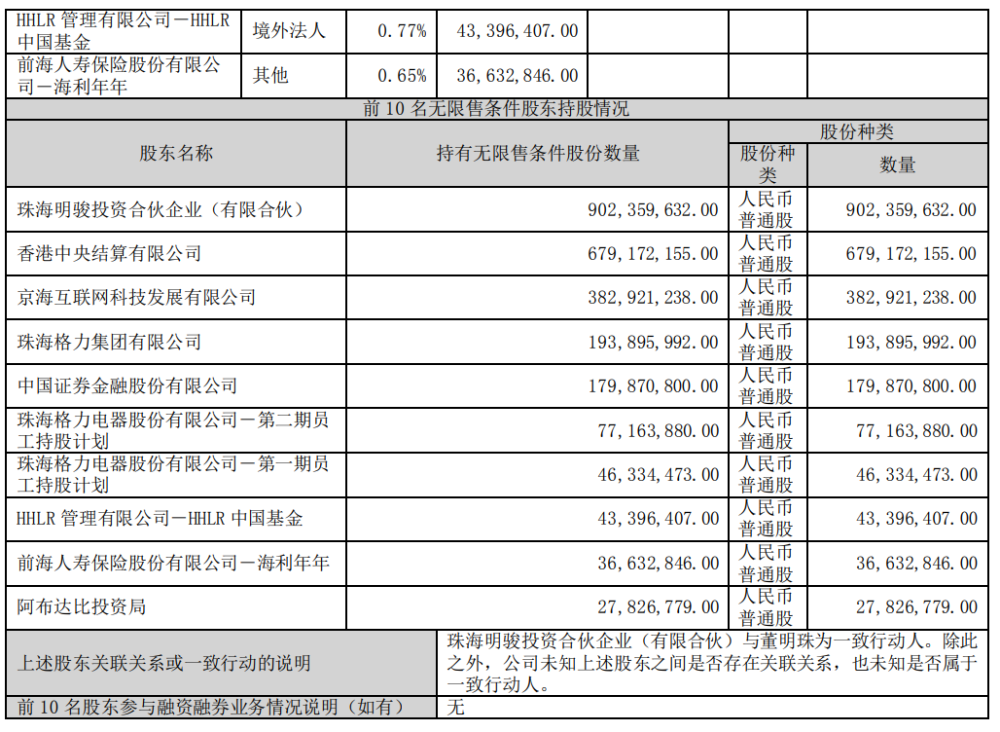 HHLR 管理有限公司－HHLR
中国基金
境外法人
0.77%
43,396,407.00
前海人寿保险股份有限公
司－海利年年
其他
0.65%
36,632,846.00
前 10 名无限售条件股东持股情况
股东名称
持有无限售条件股份数量
股份种类
股份种
类
数量
珠海明骏投资合伙企业（有限合伙）
902,359,632.00
人民币
普通股
902,359,632.00
香港中央结算有限公司
679,172,155.00
人民币
普通股
679,172,155.00
京海互联网科技发展有限公司
382,921,238.00
人民币
普通股
382,921,238.00
珠海格力集团有限公司
193,895,992.00
人民币
普通股
193,895,992.00
中国证券金融股份有限公司
179,870,800.00
人民币
普通股
179,870,800.00
珠海格力电器股份有限公司－第二期员
工持股计划
77,163,880.00
人民币
普通股
77,163,880.00
珠海格力电器股份有限公司－第一期员
工持股计划
46,334,473.00
人民币
普通股
46,334,473.00
HHLR 管理有限公司－HHLR 中国基金
43,396,407.00
人民币
普通股
43,396,407.00
前海人寿保险股份有限公司－海利年年
36,632,846.00
人民币
普通股
36,632,846.00
阿布达比投资局
27,826,779.00
人民币
普通股
27,826,779.00
上述股东关联关系或一致行动的说明
珠海明骏投资合伙企业（有限合伙）与董明珠为一致行动人。除此
之外，公司未知上述股东之间是否存在关联关系，也未知是否属于
一致行动人。
前 10 名股东参与融资融券业务情况说明（如有）
无